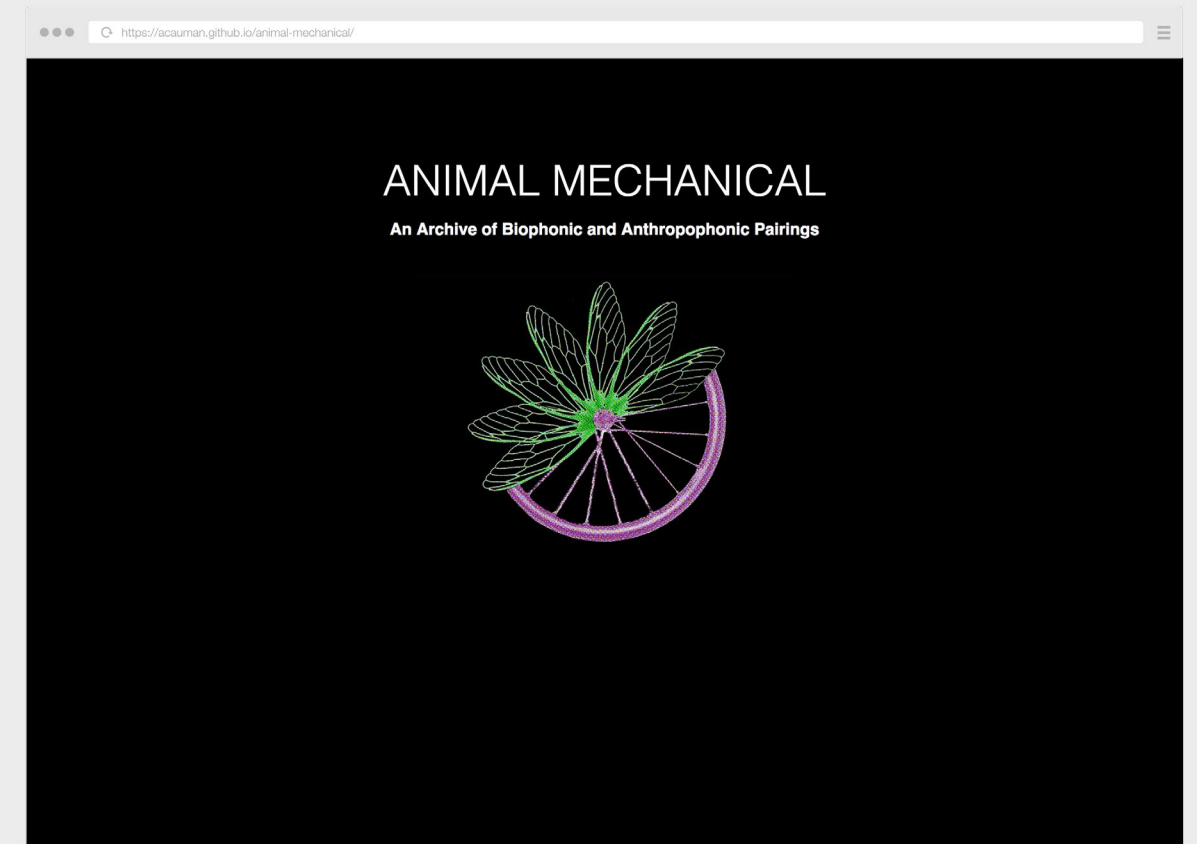 https://acauman.github.io/animal-mechanical/
ANIMAL MECHANICAL
An Archive of Biophonic and Anthropophonic Pairings